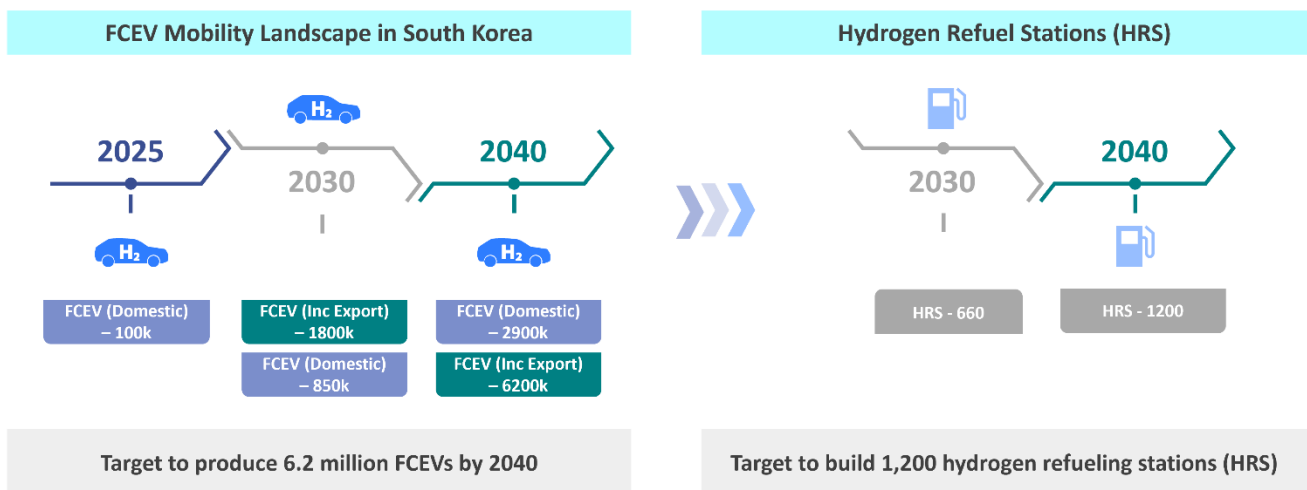 FCEV Mobility Landscape in South Korea
2025
H₂
FCEV (Domestic)
– 100k
H₂
2030
FCEV (Inc Export)
– 1800k
FCEV (Domestic)
– 850k
2040
H₂
FCEV (Domestic)
– 2900k
FCEV (Inc Export)
– 6200k
Target to produce 6.2 million FCEVs by 2040
Hydrogen Refuel Stations (HRS)
2030
HRS - 660
2040
HRS - 1200
Target to build 1,200 hydrogen refueling stations (HRS)